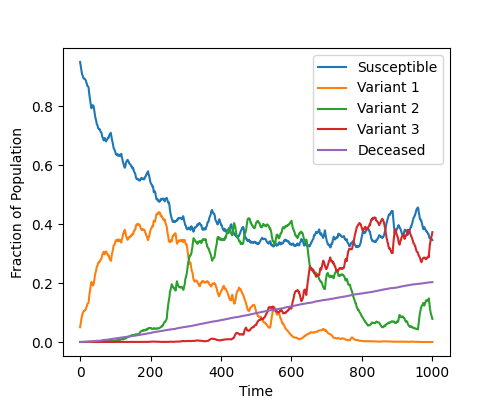 Susceptible
Variant 1
Variant 2
Variant 3
Deceased
Fraction of Population
0.8
0.6
0.4
0.2
0.0
0 200 400 600 800 1000
Time